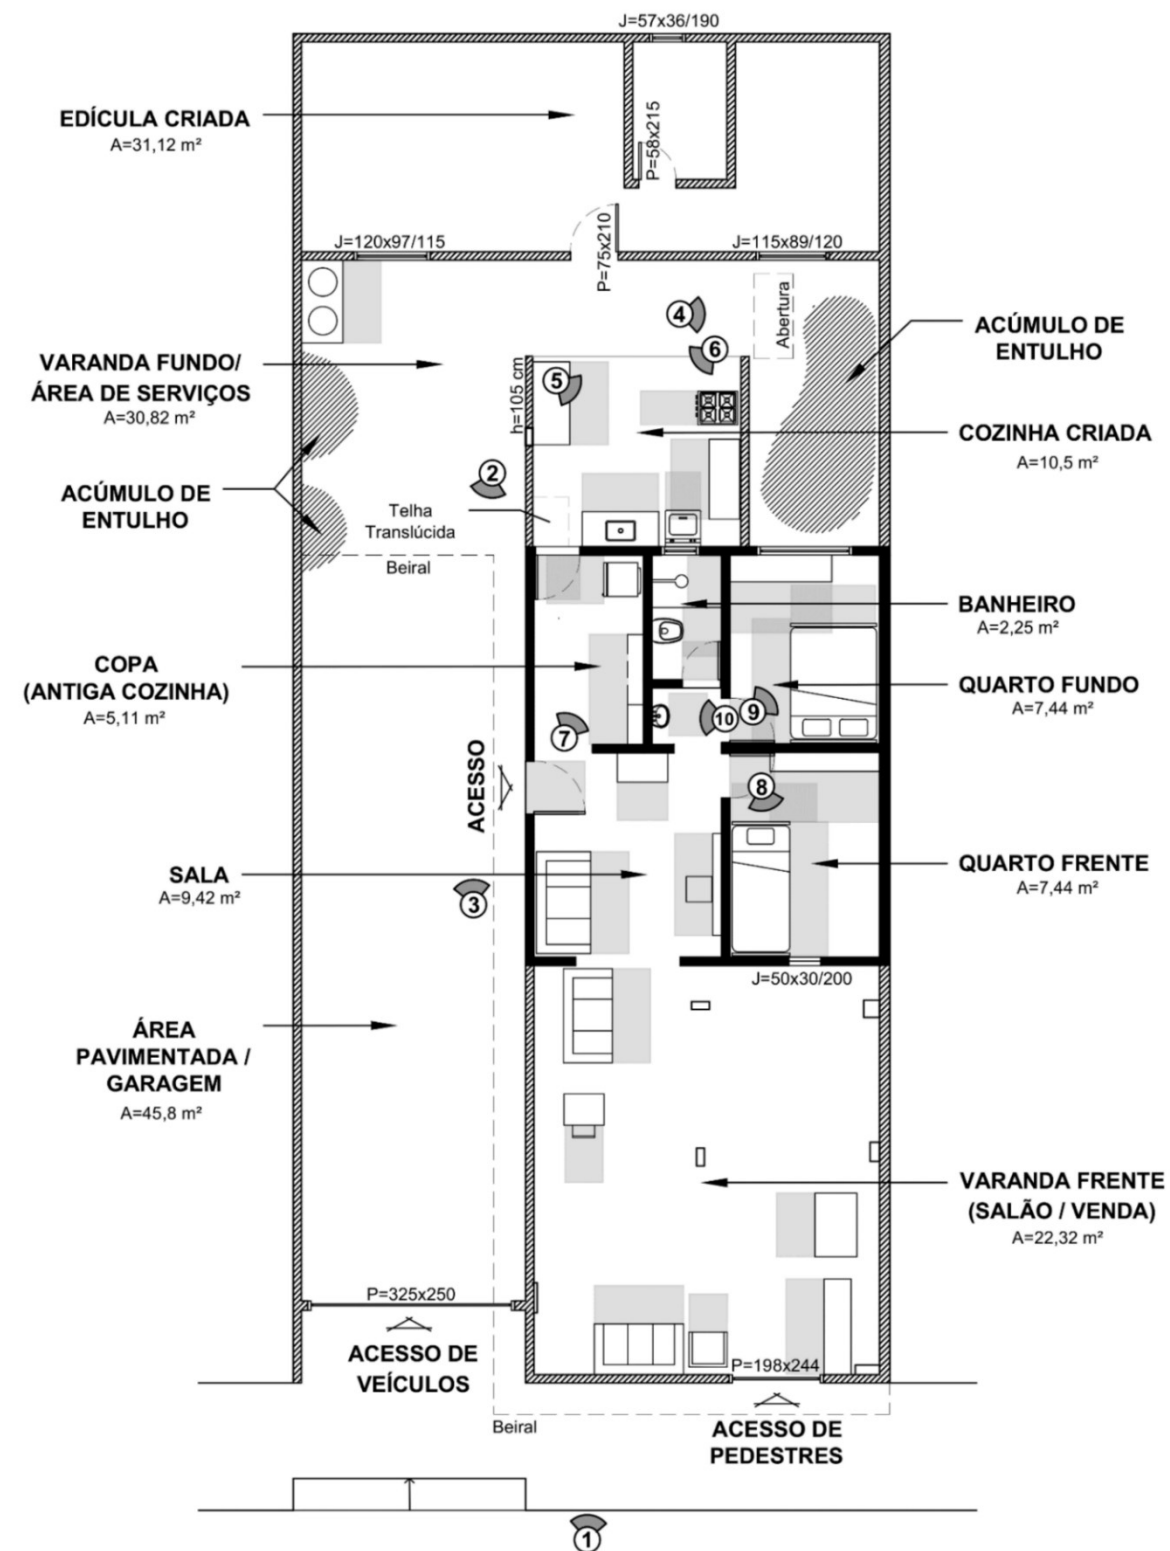 J=57x36/190
EDÍCULA CRIADA
A=31,12 m²
P=58x215
J=120x97/115
P=75x210
J=115x89/120
4
Abertura
ACÚMULO DE
ENTULHO
VARANDA FUNDO/
ÁREA DE SERVIÇOS
A=30,82 m²
6
5
h=105 cm
COZINHA CRIADA
A=10,5 m²
2
ACÚMULO DE
ENTULHO
Telha
Translúcida
Beiral
BANHEIRO
A=2,25 m²
COPA
(ANTIGA COZINHA)
A=5,11 m²
QUARTO FUNDO
A=7,44 m²
7
10
9
ACESSO
8
SALA
A=9,42 m²
3
QUARTO FRENTE
A=7,44 m²
J=50x30/200
ÁREA
PAVIMENTADA /
GARAGEM
A=45,8 m²
VARANDA FRENTE
(SALÃO / VENDA)
A=22,32 m²
P=325x250
ACESSO DE
VEÍCULOS
P=198x244
Beiral
ACESSO DE
PEDESTRES
1